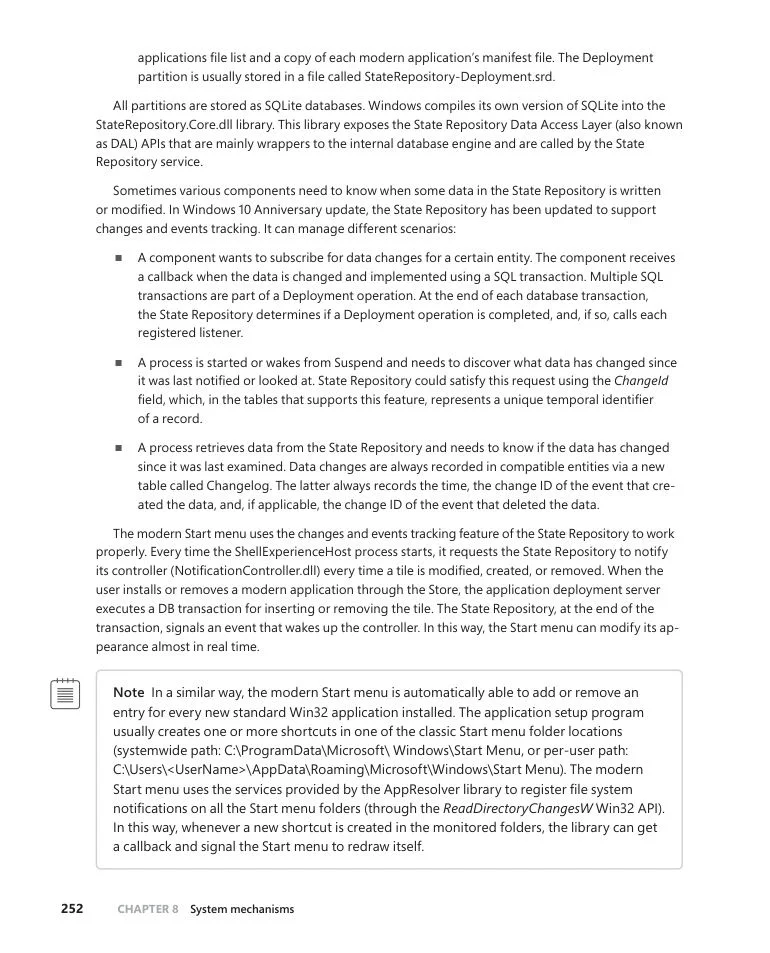 applications file list and a copy of each modern application’s manifest file. The Deployment
partition is usually stored in a file called StateRepository-Deployment.srd.
All partitions are stored as SQLite databases. Windows compiles its own version of SQLite into the
StateRepository.Core.dll library. This library exposes the State Repository Data Access Layer (also known
as DAL) APIs that are mainly wrappers to the internal database engine and are called by the State
Repository service.
Sometimes various components need to know when some data in the State Repository is written
or modified. In Windows 10 Anniversary update, the State Repository has been updated to support
changes and events tracking. It can manage different scenarios:
■ A component wants to subscribe for data changes for a certain entity. The component receives
a callback when the data is changed and implemented using a SQL transaction. Multiple SQL
transactions are part of a Deployment operation. At the end of each database transaction,
the State Repository determines if a Deployment operation is completed, and, if so, calls each
registered listener.
■ A process is started or wakes from Suspend and needs to discover what data has changed since
it was last notified or looked at. State Repository could satisfy this request using the ChangeId
field, which, in the tables that supports this feature, represents a unique temporal identifier
of a record.
■ A process retrieves data from the State Repository and needs to know if the data has changed
since it was last examined. Data changes are always recorded in compatible entities via a new
table called Changelog. The latter always records the time, the change ID of the event that cre-
ated the data, and, if applicable, the change ID of the event that deleted the data.
The modern Start menu uses the changes and events tracking feature of the State Repository to work
properly. Every time the ShellExperienceHost process starts, it requests the State Repository to notify
its controller (NotificationController.dll) every time a tile is modified, created, or removed. When the
user installs or removes a modern application through the Store, the application deployment server
executes a DB transaction for inserting or removing the tile. The State Repository, at the end of the
transaction, signals an event that wakes up the controller. In this way, the Start menu can modify its ap-
pearance almost in real time.
Note In a similar way, the modern Start menu is automatically able to add or remove an
entry for every new standard Win32 application installed. The application setup program
usually creates one or more shortcuts in one of the classic Start menu folder locations
(systemwide path: C:\ProgramData\Microsoft\ Windows\Start Menu, or per-user path:
C:\Users\<UserName>\AppData\Roaming\Microsoft\Windows\Start Menu). The modern
Start menu uses the services provided by the AppResolver library to register file system
notifications on all the Start menu folders (through the ReadDirectoryChangesW Win32 API).
In this way, whenever a new shortcut is created in the monitored folders, the library can get
a callback and signal the Start menu to redraw itself.
252 CHAPTER 8 System mechanisms